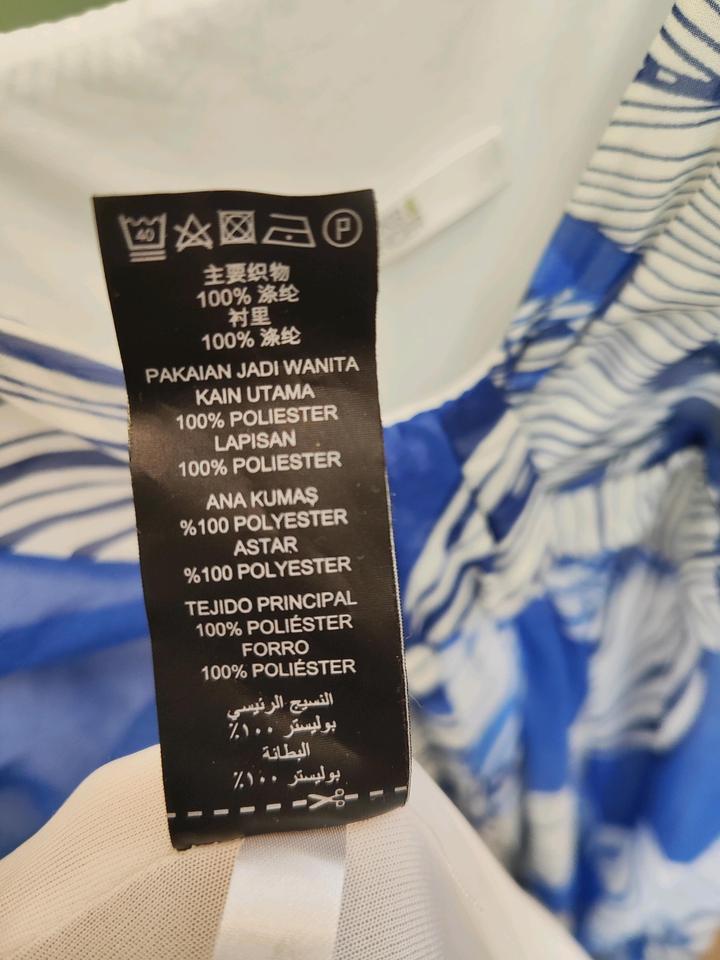 40
P
主要织物
100% 涤纶
衬里
100% 涤纶
PAKAIAN JADI WANITA
KAIN UTAMA
100% POLIESTER
LAPISAN
100% POLIESTER
ANA KUMAŞ
%100 POLYESTER
ASTAR
%100 POLYESTER
TEJIDO PRINCIPAL
100% POLIÉSTER
FORRO
100% POLIÉSTER
النسيج الرئيسي
بوليستر ١٠٠٪
البطانة
بوليستر ١٠٠٪